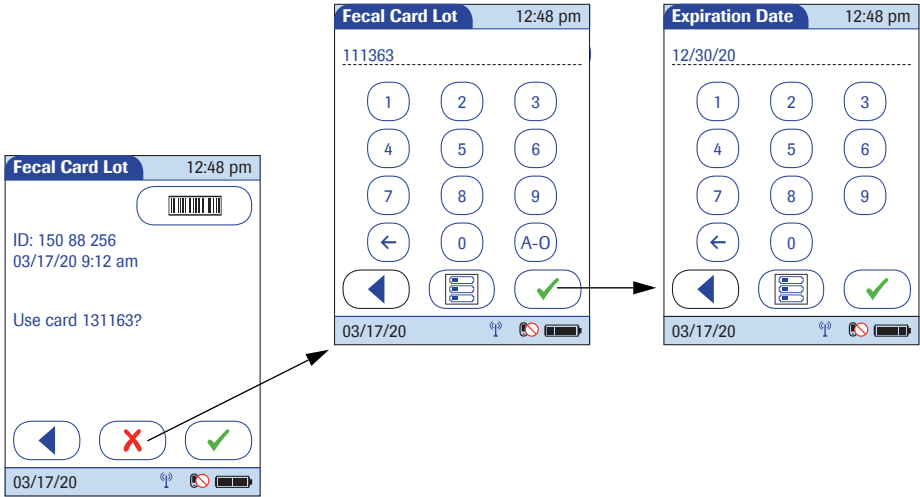 Fecal Card Lot 12:48 pm
ID: 150 88 256
03/17/20 9:12 am
Use card 131163?
03/17/20
Fecal Card Lot 12:48 pm
111363
1 2 3
4 5 6
7 8 9
0 A-O
03/17/20
Expiration Date 12:48 pm
12/30/20
1 2 3
4 5 6
7 8 9
0
03/17/20